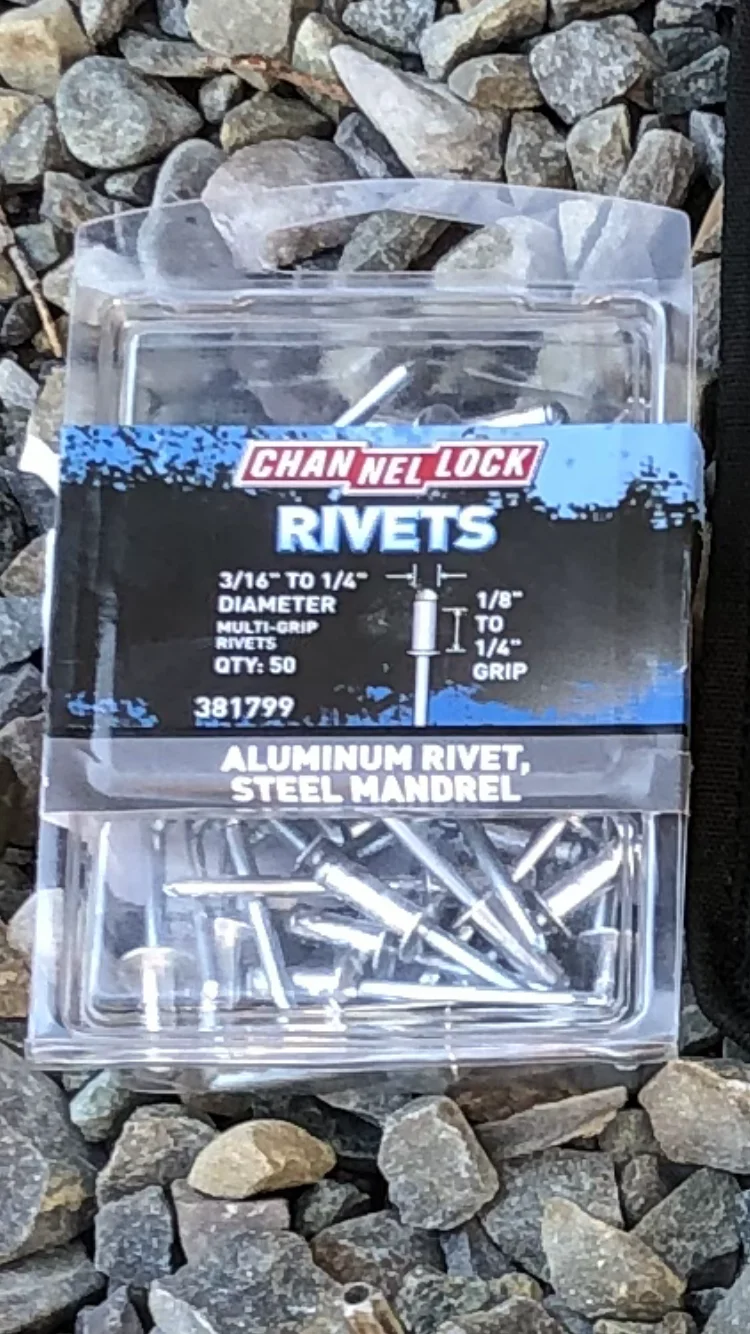 CHANNELLOCK
RIVETS
3/16" TO 1/4"
DIAMETER
MULTI-GRIP
RIVETS
QTY: 50
1/8"
TO
1/4"
GRIP
381799
ALUMINUM RIVET,
STEEL MANDREL